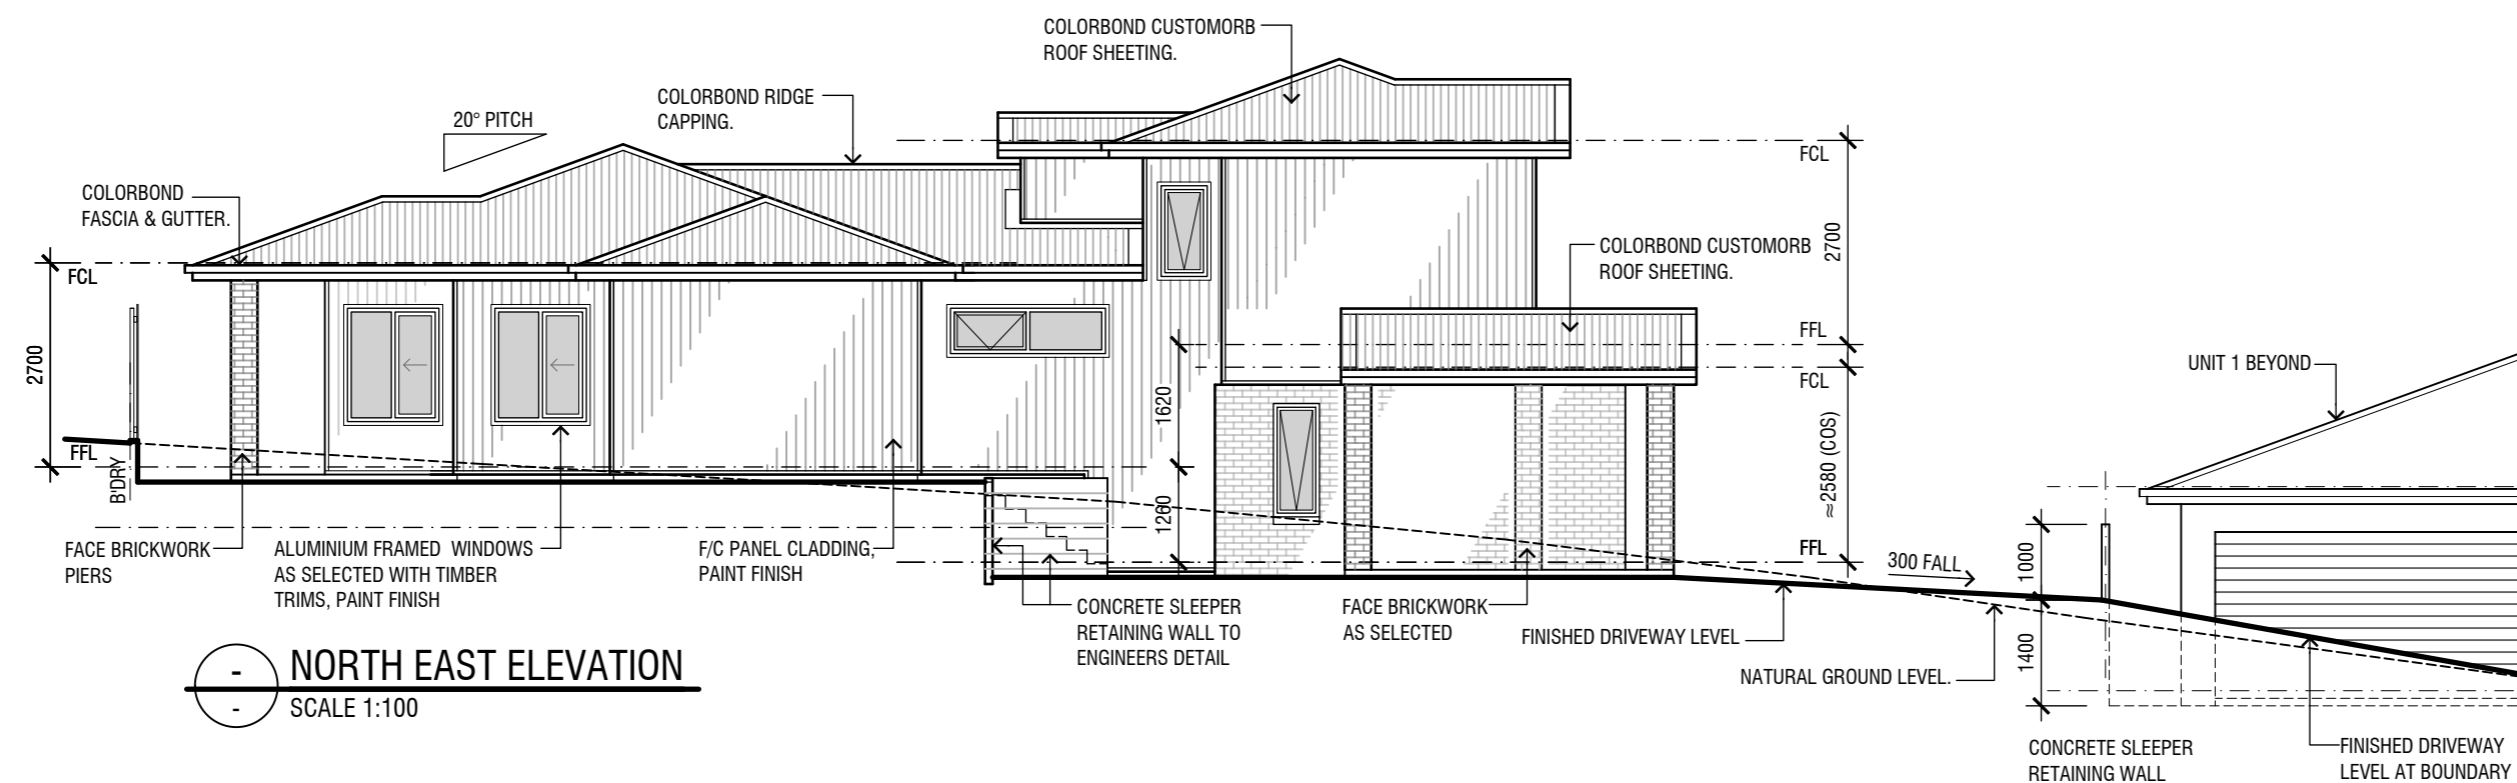 COLORBOND CUSTOMORB
ROOF SHEETING.
COLORBOND RIDGE
CAPPING.
20° PITCH
COLORBOND
FASCIA & GUTTER.
FCL
FCL
2700
COLORBOND CUSTOMORB
ROOF SHEETING.
FFL
FCL
UNIT 1 BEYOND
2700
1620
≈2580 (COS)
FFL
B'DRY
1260
FFL
300 FALL
1000
1400
FACE BRICKWORK
PIERS
ALUMINIUM FRAMED WINDOWS
AS SELECTED WITH TIMBER
TRIMS, PAINT FINISH
F/C PANEL CLADDING,
PAINT FINISH
CONCRETE SLEEPER
RETAINING WALL TO
ENGINEERS DETAIL
FACE BRICKWORK
AS SELECTED
FINISHED DRIVEWAY LEVEL
NATURAL GROUND LEVEL.
-
-
NORTH EAST ELEVATION
SCALE 1:100
CONCRETE SLEEPER
RETAINING WALL
FINISHED DRIVEWAY
LEVEL AT BOUNDARY